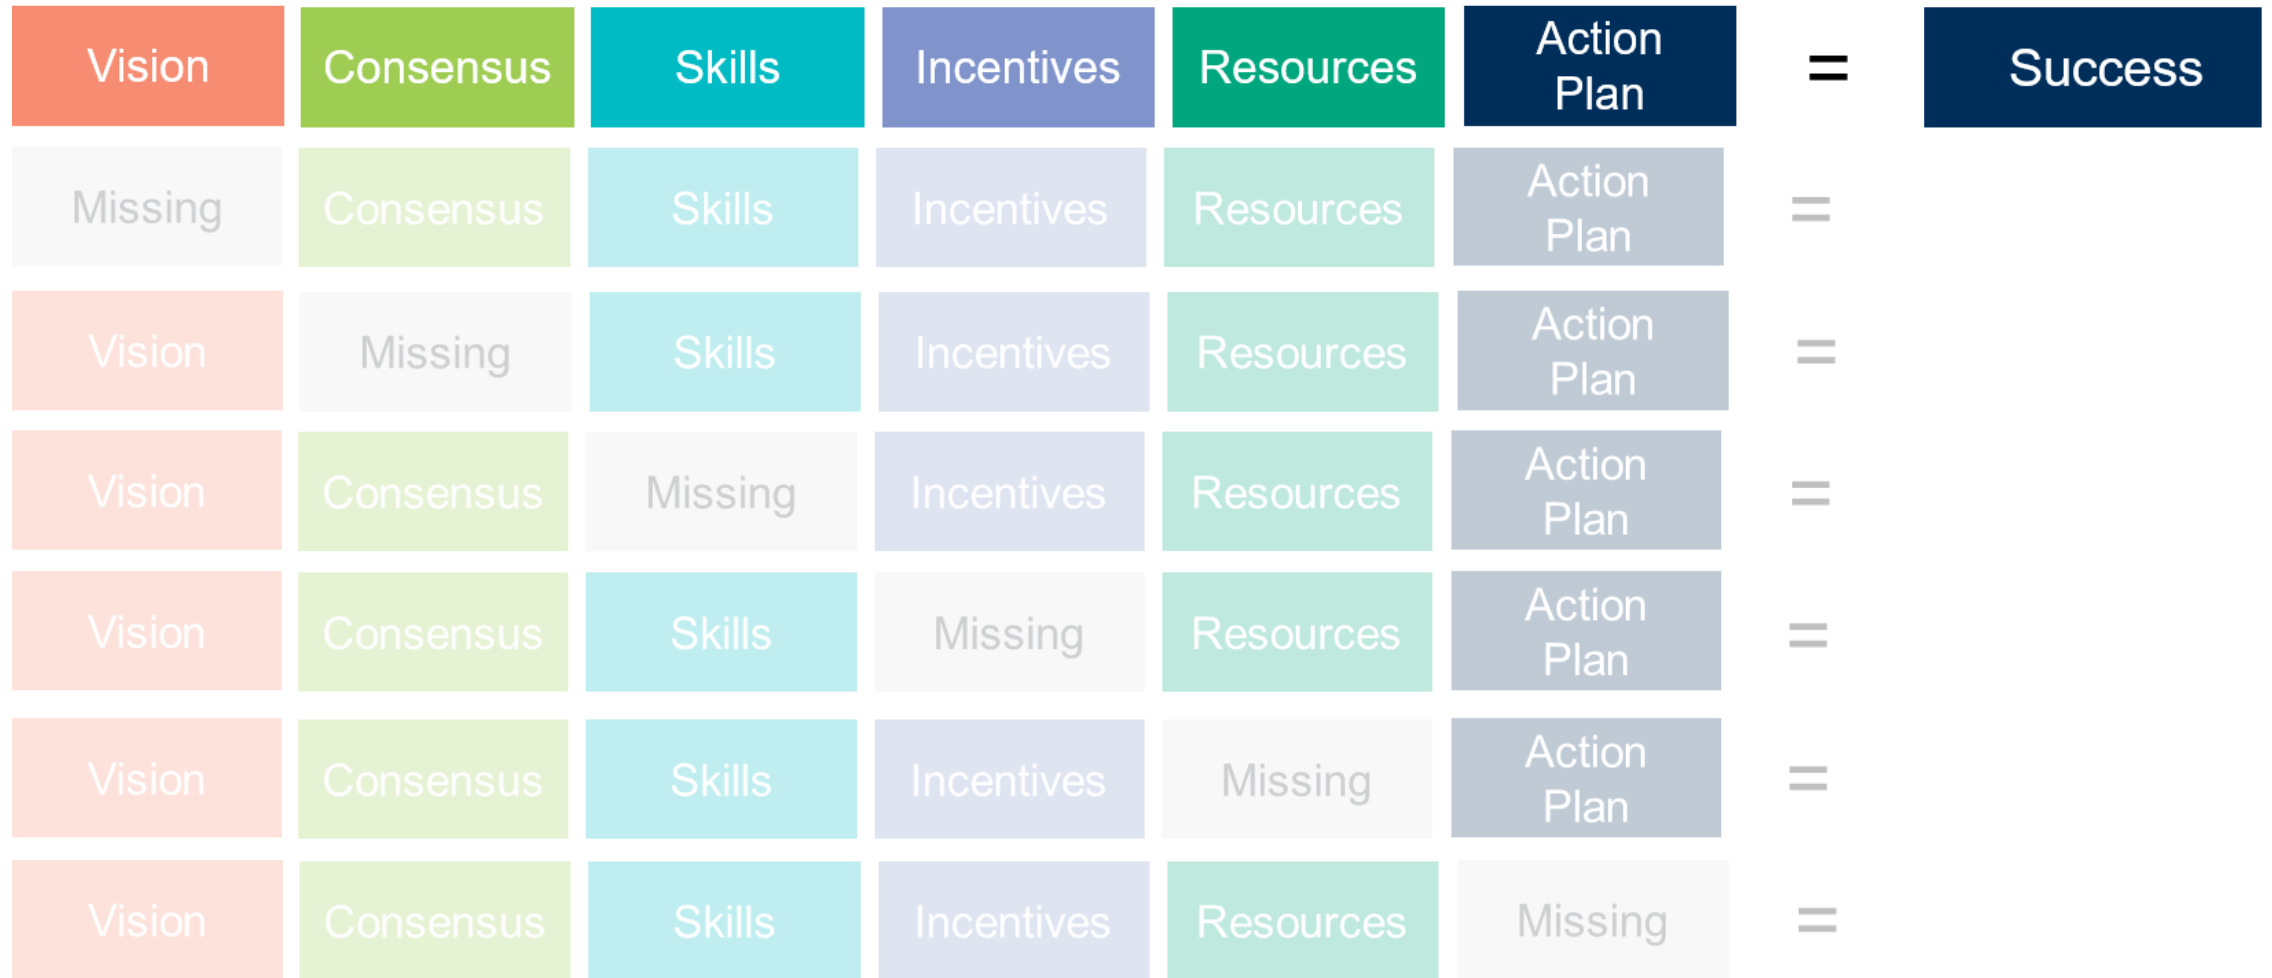 Vision Consensus Skills Incentives Resources Action Plan = Success
Missing Consensus Skills Incentives Resources Action Plan =
Vision Missing Skills Incentives Resources Action Plan =
Vision Consensus Missing Incentives Resources Action Plan =
Vision Consensus Skills Missing Resources Action Plan =
Vision Consensus Skills Incentives Missing Action Plan =
Vision Consensus Skills Incentives Resources Missing =